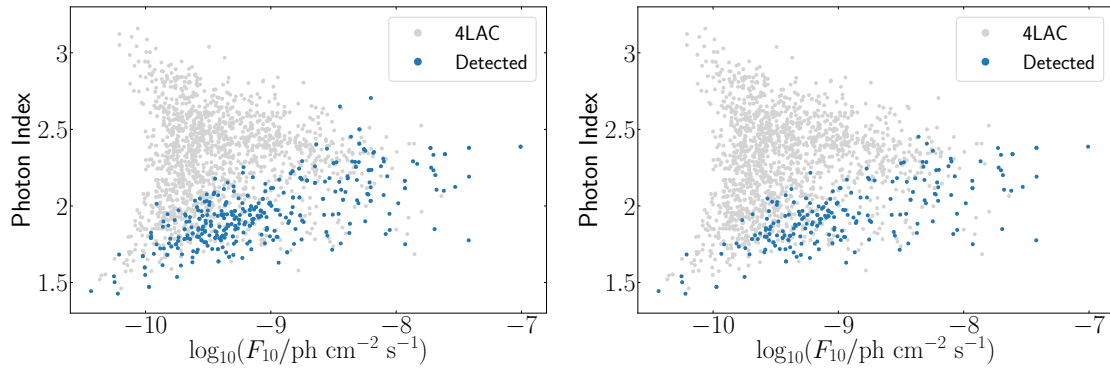 3
2.5
2
1.5
Photon Index
4LAC
Detected
−10
−9
−8
−7
log₁₀(F₁₀/ph cm⁻² s⁻¹)
3
2.5
2
1.5
Photon Index
4LAC
Detected
−10
−9
−8
−7
log₁₀(F₁₀/ph cm⁻² s⁻¹)